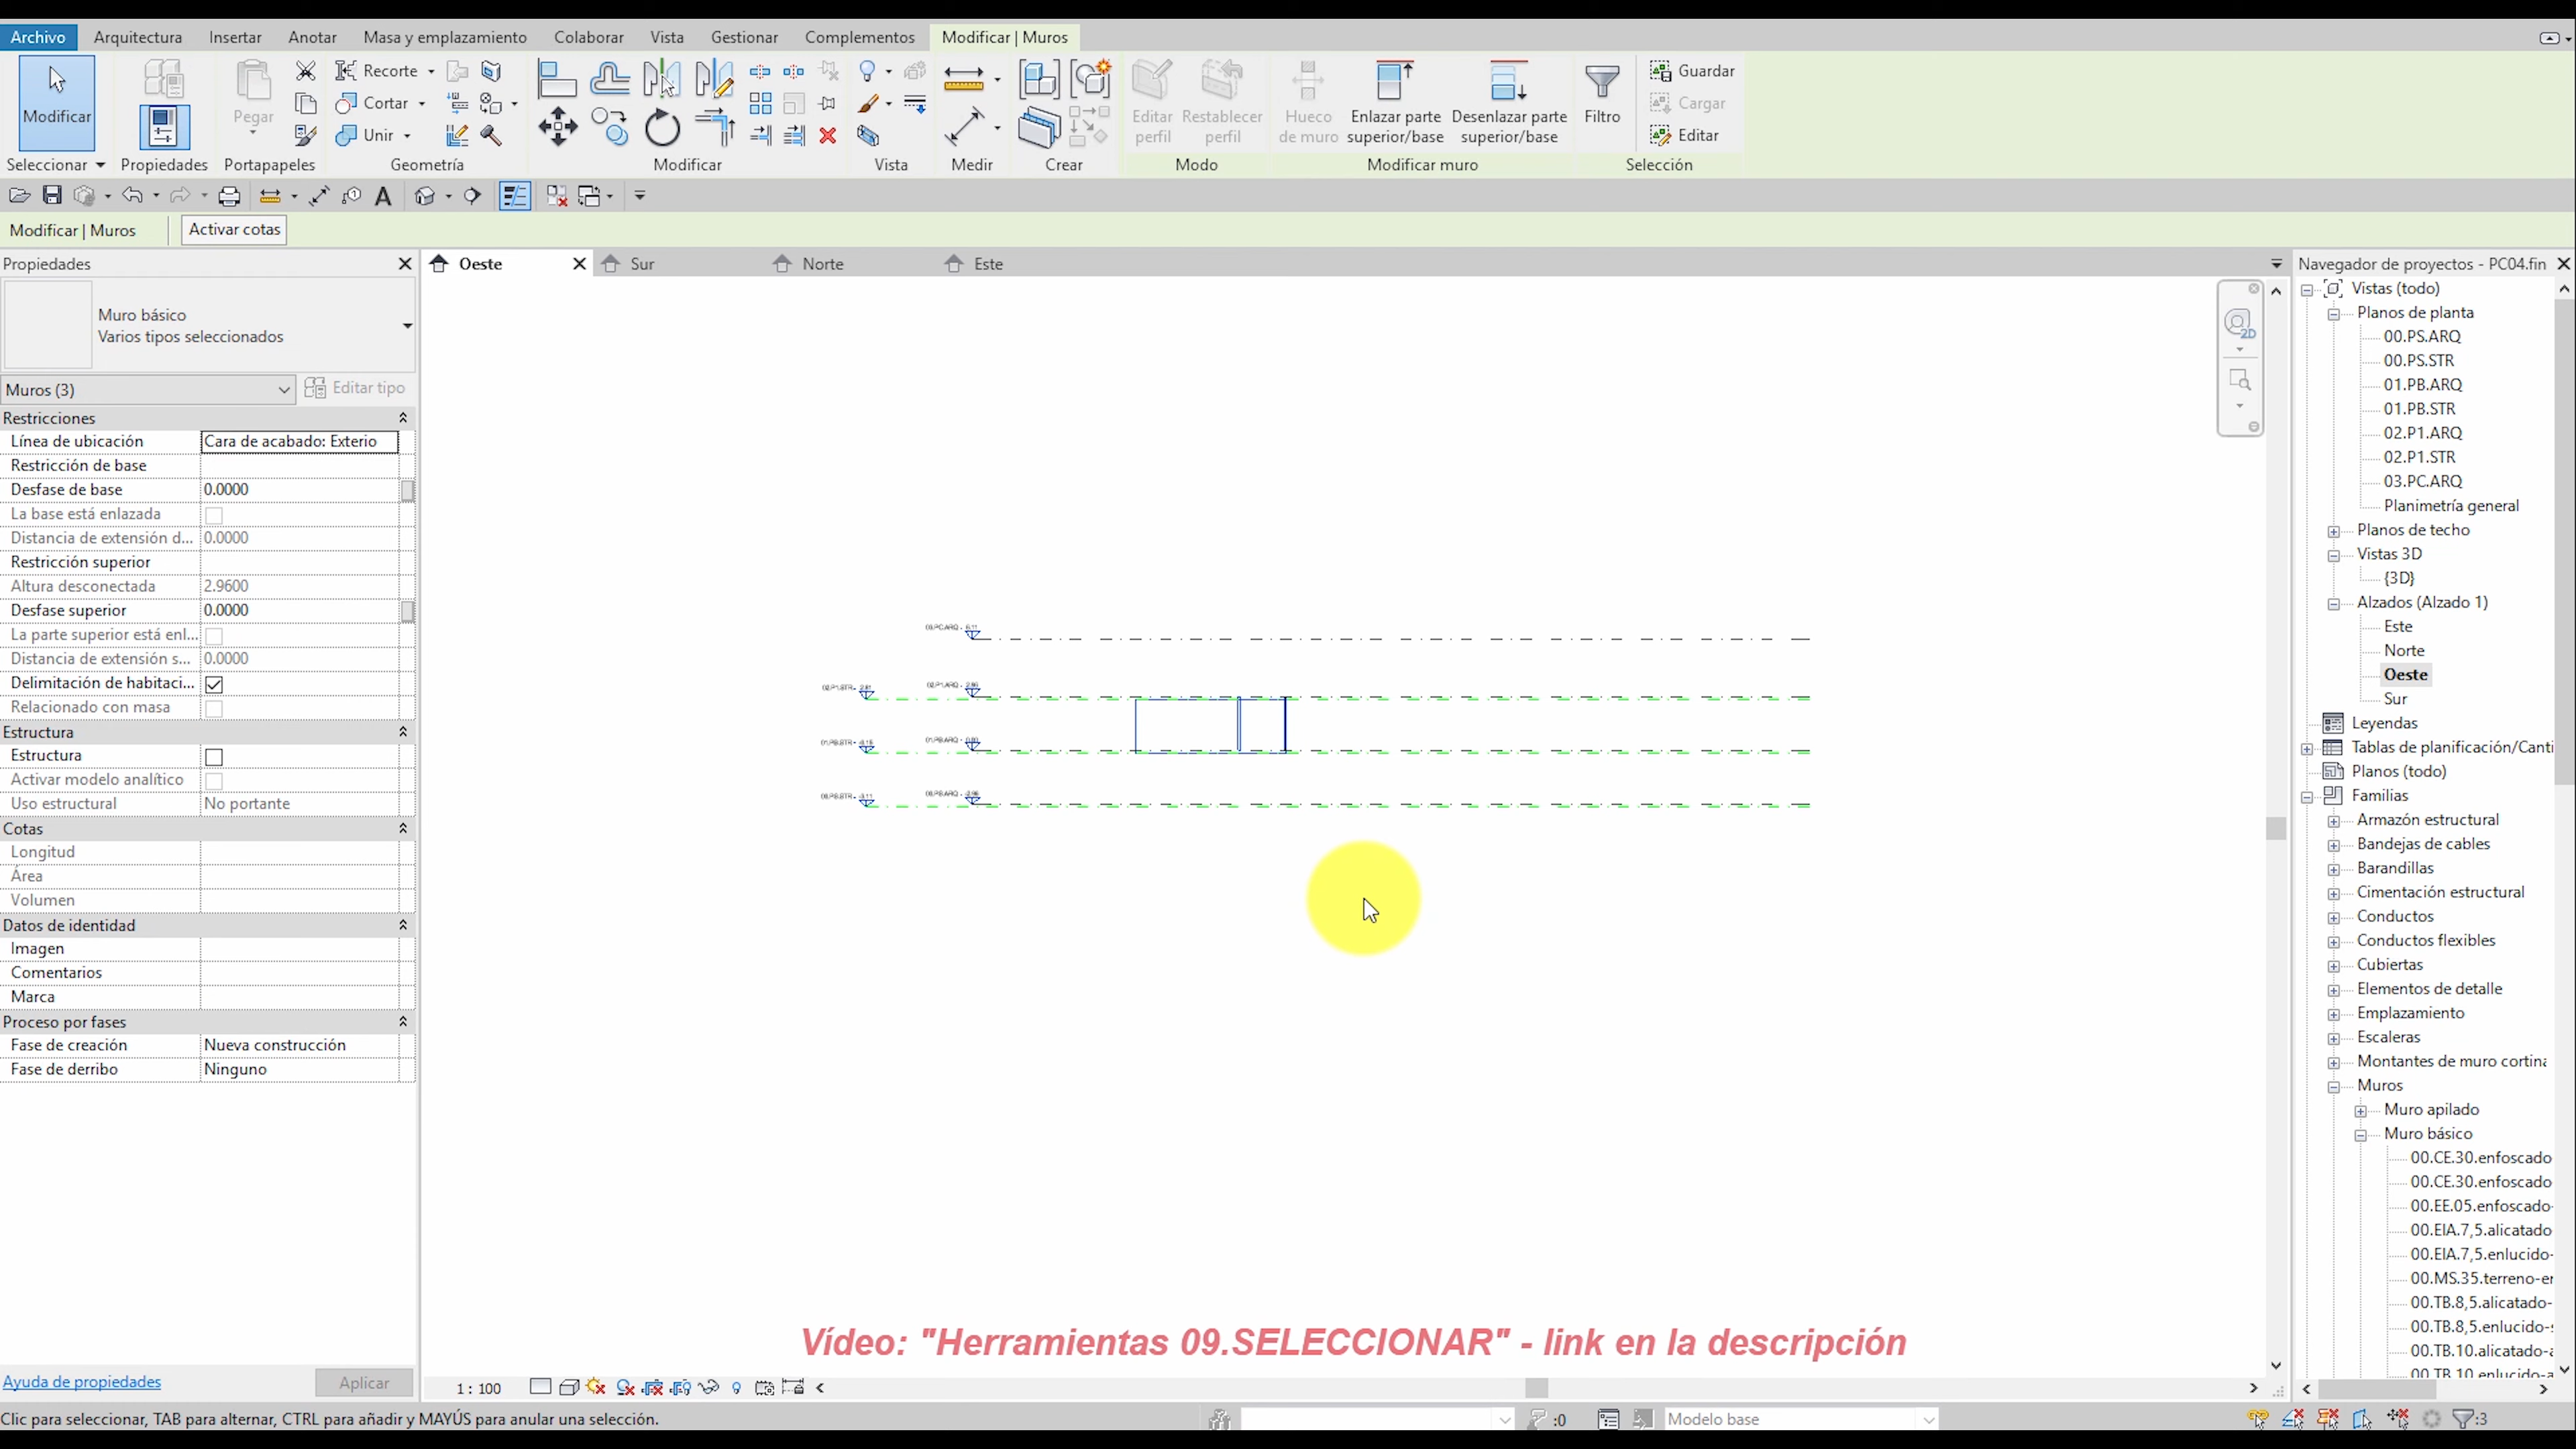 Archivo Arquitectura Insertar Anotar Masa y emplazamiento Colaborar Vista Gestionar Complementos Modificar | Muros
Modificar
Pegar
Recorte
Cortar
Unir
Editar perfil
Restablecer perfil
Hueco de muro
Enlazar parte superior/base
Desenlazar parte superior/base
Filtro
Guardar
Cargar
Editar
Seleccionar Propiedades Portapapeles Geometría Modificar Vista Medir Crear Modo Modificar muro Selección
Modificar | Muros Activar cotas
Propiedades
Muro básico
Varios tipos seleccionados
Muros (3) Editar tipo
Restricciones
Línea de ubicación Cara de acabado: Exterio
Restricción de base
Desfase de base 0.0000
La base está enlazada
Distancia de extensión d... 0.0000
Restricción superior
Altura desconectada 2.9600
Desfase superior 0.0000
La parte superior está enl...
Distancia de extensión s... 0.0000
Delimitación de habitaci...
Relacionado con masa
Estructura
Estructura
Activar modelo analítico
Uso estructural No portante
Cotas
Longitud
Área
Volumen
Datos de identidad
Imagen
Comentarios
Marca
Proceso por fases
Fase de creación Nueva construcción
Fase de derribo Ninguno
Ayuda de propiedades Aplicar
Oeste Sur Norte Este
2D
Vídeo: "Herramientas 09.SELECCIONAR" - link en la descripción
1 : 100
Navegador de proyectos - PC04.fin
Vistas (todo)
Planos de planta
00.PS.ARQ
00.PS.STR
01.PB.ARQ
01.PB.STR
02.P1.ARQ
02.P1.STR
03.PC.ARQ
Planimetría general
Planos de techo
Vistas 3D
{3D}
Alzados (Alzado 1)
Este
Norte
Oeste
Sur
Leyendas
Tablas de planificación/Canti
Planos (todo)
Familias
Armazón estructural
Bandejas de cables
Barandillas
Cimentación estructural
Conductos
Conductos flexibles
Cubiertas
Elementos de detalle
Emplazamiento
Escaleras
Montantes de muro cortina
Muros
Muro apilado
Muro básico
00.CE.30.enfoscado
00.CE.30.enfoscado
00.EE.05.enfoscado-
00.EIA.7,5.alicatado
00.EIA.7,5.enlucido-
00.MS.35.terreno-er
00.TB.8,5.alicatado-
00.TB.8,5.enlucido-s
00.TB.10.alicatado-a
00.TB.10.enlucido-a
Clic para seleccionar, TAB para alternar, CTRL para añadir y MAYÚS para anular una selección.
:0
Modelo base
:3